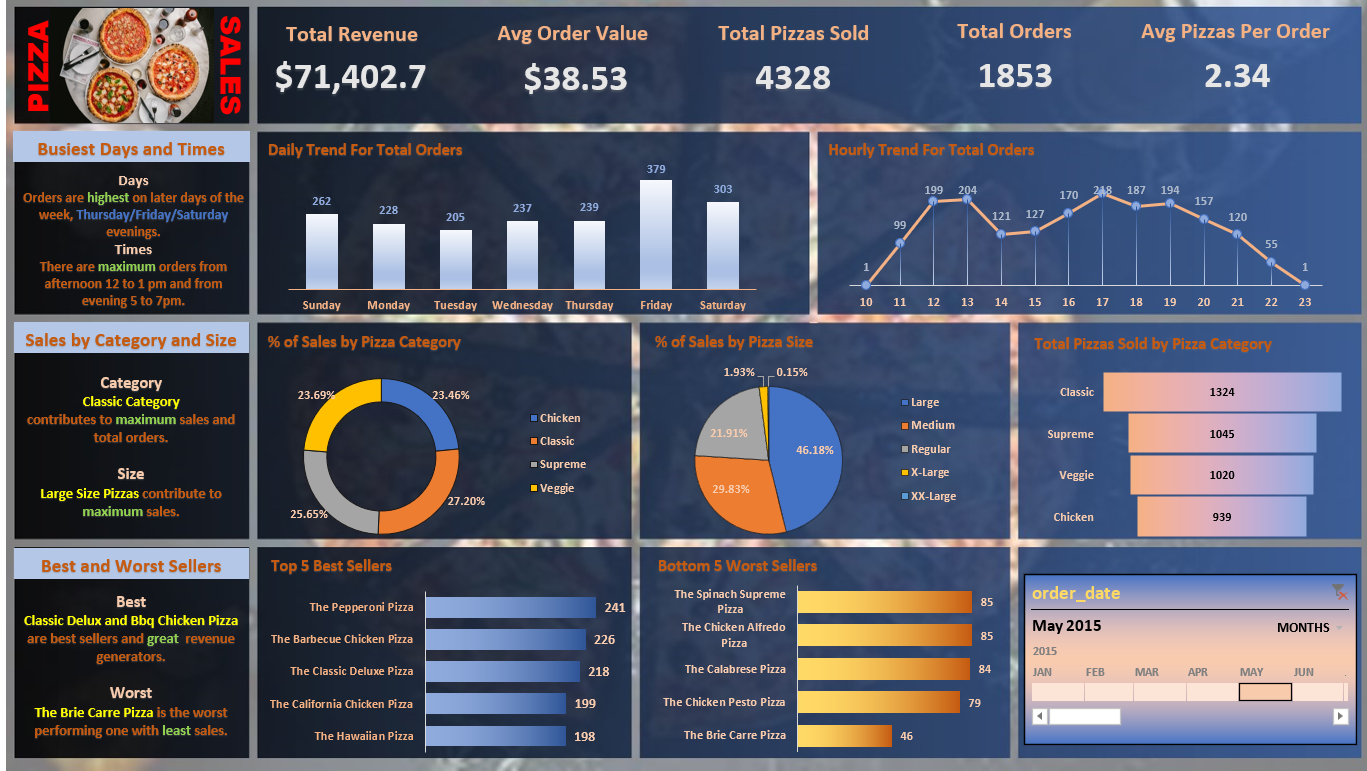 PIZZA
SALES
Total Revenue
$71,402.7
Avg Order Value
$38.53
Total Pizzas Sold
4328
Total Orders
1853
Avg Pizzas Per Order
2.34
Busiest Days and Times
Days
Orders are highest on later days of the
week, Thursday/Friday/Saturday
evenings.
Times
There are maximum orders from
afternoon 12 to 1 pm and from
evening 5 to 7pm.
Daily Trend For Total Orders
262
228
205
237
239
379
303
Sunday
Monday
Tuesday
Wednesday
Thursday
Friday
Saturday
Hourly Trend For Total Orders
1
99
199
204
121
127
170
218
187
194
157
120
55
1
10
11
12
13
14
15
16
17
18
19
20
21
22
23
Sales by Category and Size
Category
Classic Category
contributes to maximum sales and
total orders.
Size
Large Size Pizzas contribute to
maximum sales.
% of Sales by Pizza Category
23.69%
23.46%
25.65%
27.20%
Chicken
Classic
Supreme
Veggie
% of Sales by Pizza Size
1.93%
0.15%
21.91%
46.18%
29.83%
Large
Medium
Regular
X-Large
XX-Large
Total Pizzas Sold by Pizza Category
Classic
1324
Supreme
1045
Veggie
1020
Chicken
939
Best and Worst Sellers
Best
Classic Delux and Bbq Chicken Pizza
are best sellers and great revenue
generators.
Worst
The Brie Carre Pizza is the worst
performing one with least sales.
Top 5 Best Sellers
The Pepperoni Pizza
241
The Barbecue Chicken Pizza
226
The Classic Deluxe Pizza
218
The California Chicken Pizza
199
The Hawaiian Pizza
198
Bottom 5 Worst Sellers
The Spinach Supreme
Pizza
85
The Chicken Alfredo
Pizza
85
The Calabrese Pizza
84
The Chicken Pesto Pizza
79
The Brie Carre Pizza
46
order_date
May 2015
MONTHS
2015
JAN
FEB
MAR
APR
MAY
JUN